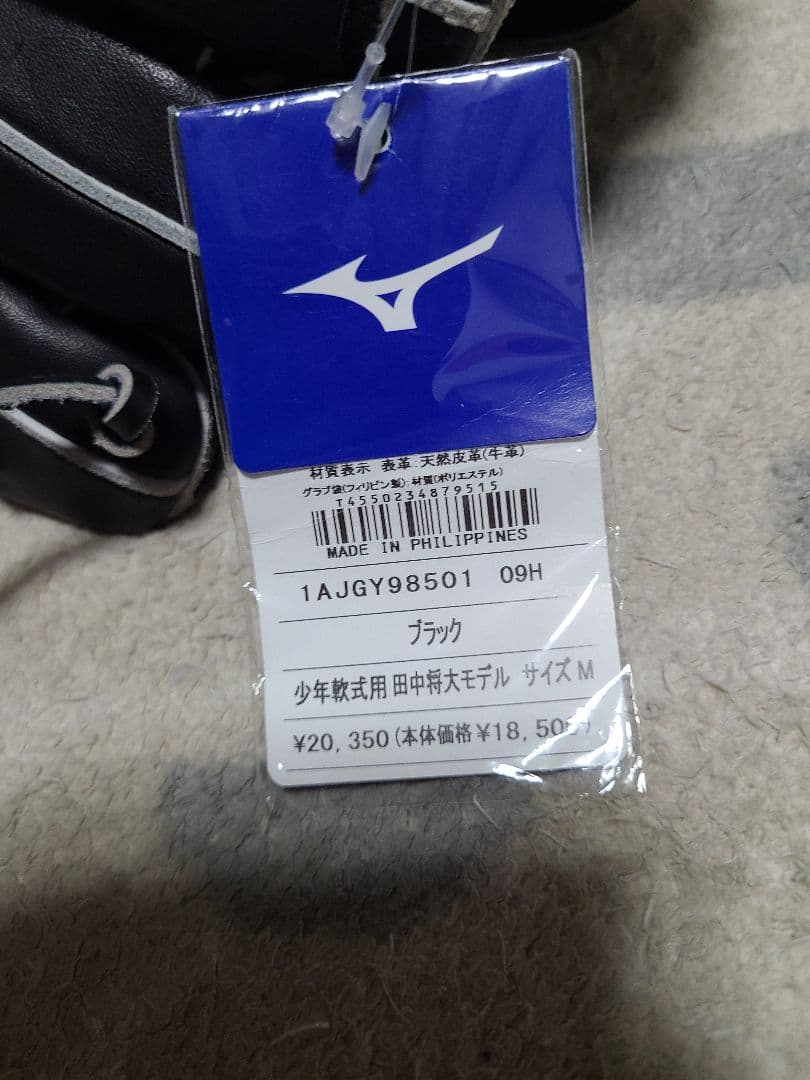 材質表示 表革:天然皮革(牛革)
グラブ袋(フィリピン製):材質(ポリエステル)
T4550234879515
MADE IN PHILIPPINES
1AJGY98501 09H
ブラック
少年軟式用 田中将大モデル サイズ M
¥20,350(本体価格¥18,500)